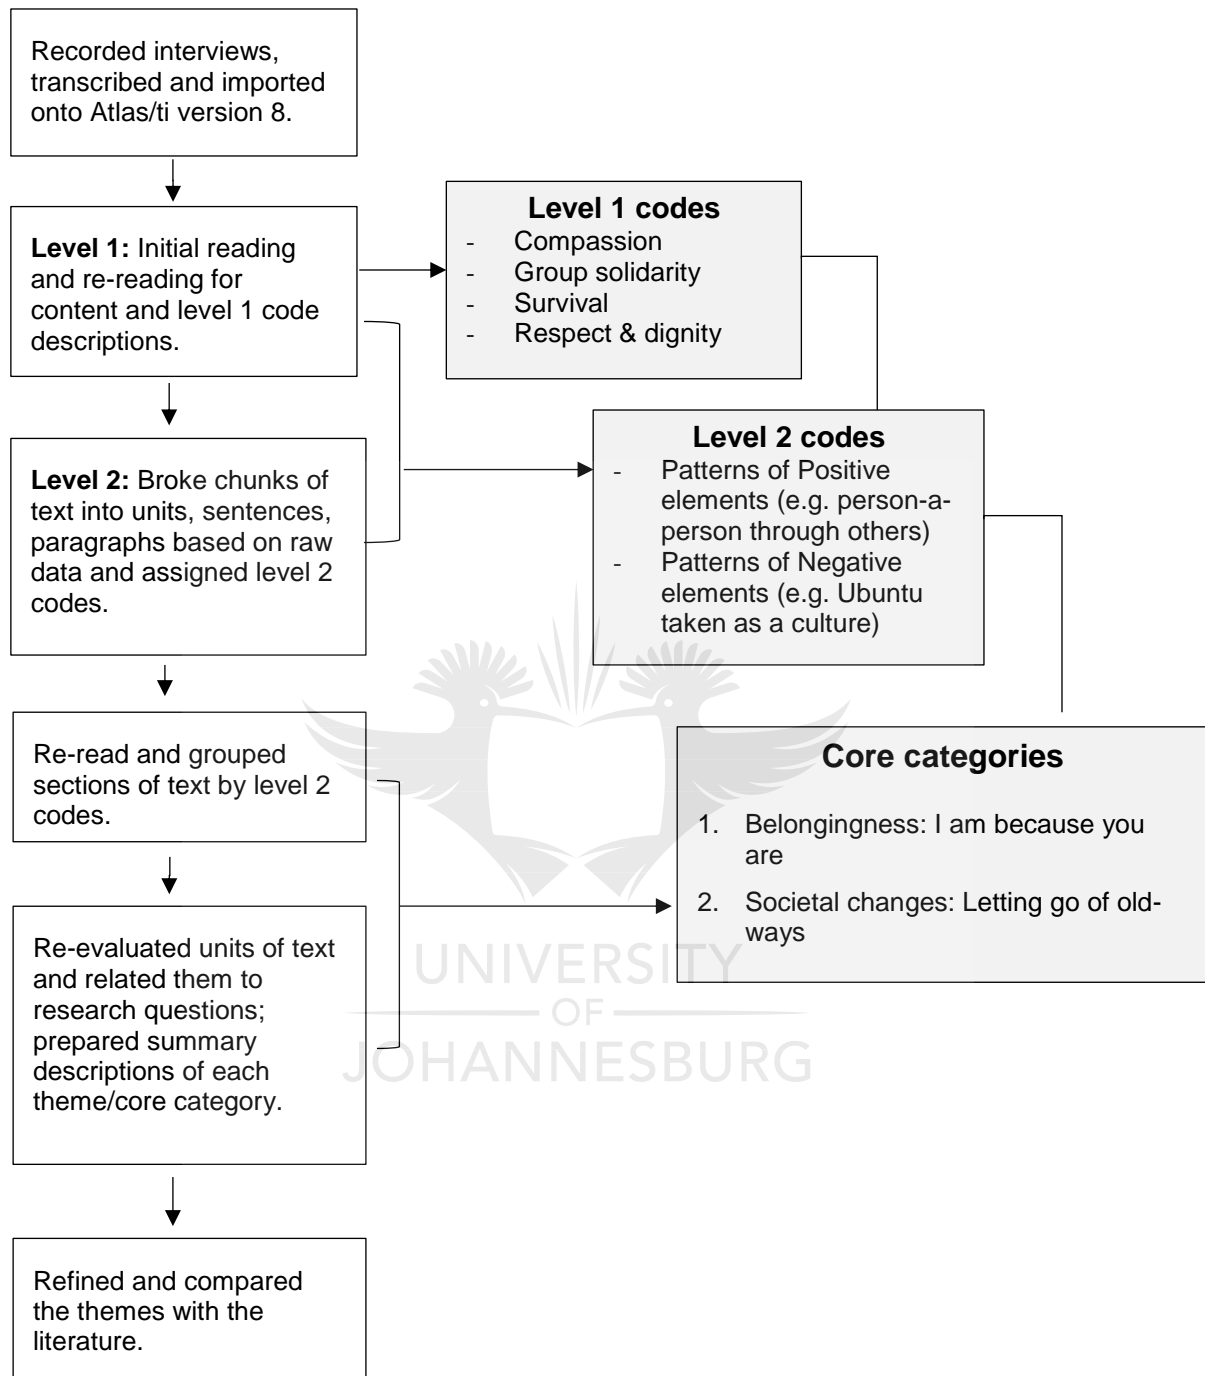 Recorded interviews,
transcribed and imported
onto Atlas/ti version 8.
Level 1: Initial reading
and re-reading for
content and level 1 code
descriptions.
Level 1 codes
- Compassion
- Group solidarity
- Survival
- Respect & dignity
Level 2: Broke chunks of
text into units, sentences,
paragraphs based on raw
data and assigned level 2
codes.
Level 2 codes
- Patterns of Positive
elements (e.g. person-a-
person through others)
- Patterns of Negative
elements (e.g. Ubuntu
taken as a culture)
Re-read and grouped
sections of text by level 2
codes.
Core categories
1. Belongingness: I am because you
are
2. Societal changes: Letting go of old-
ways
Re-evaluated units of text
and related them to
research questions;
prepared summary
descriptions of each
theme/core category.
UNIVERSITY
OF
JOHANNESBURG
Refined and compared
the themes with the
literature.